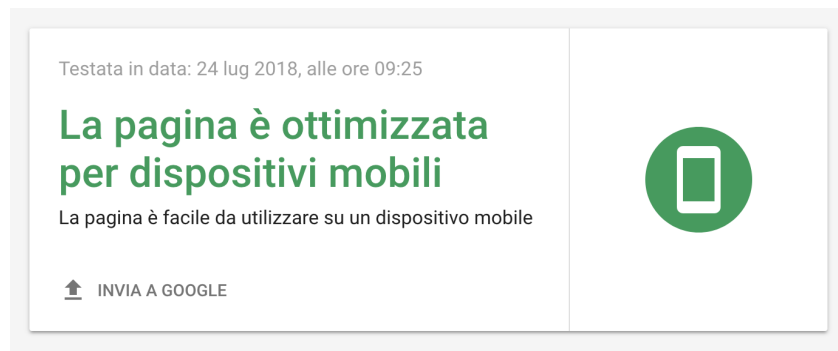 Testata in data: 24 lug 2018, alle ore 09:25
La pagina è ottimizzata
per dispositivi mobili
La pagina è facile da utilizzare su un dispositivo mobile
INVIA A GOOGLE